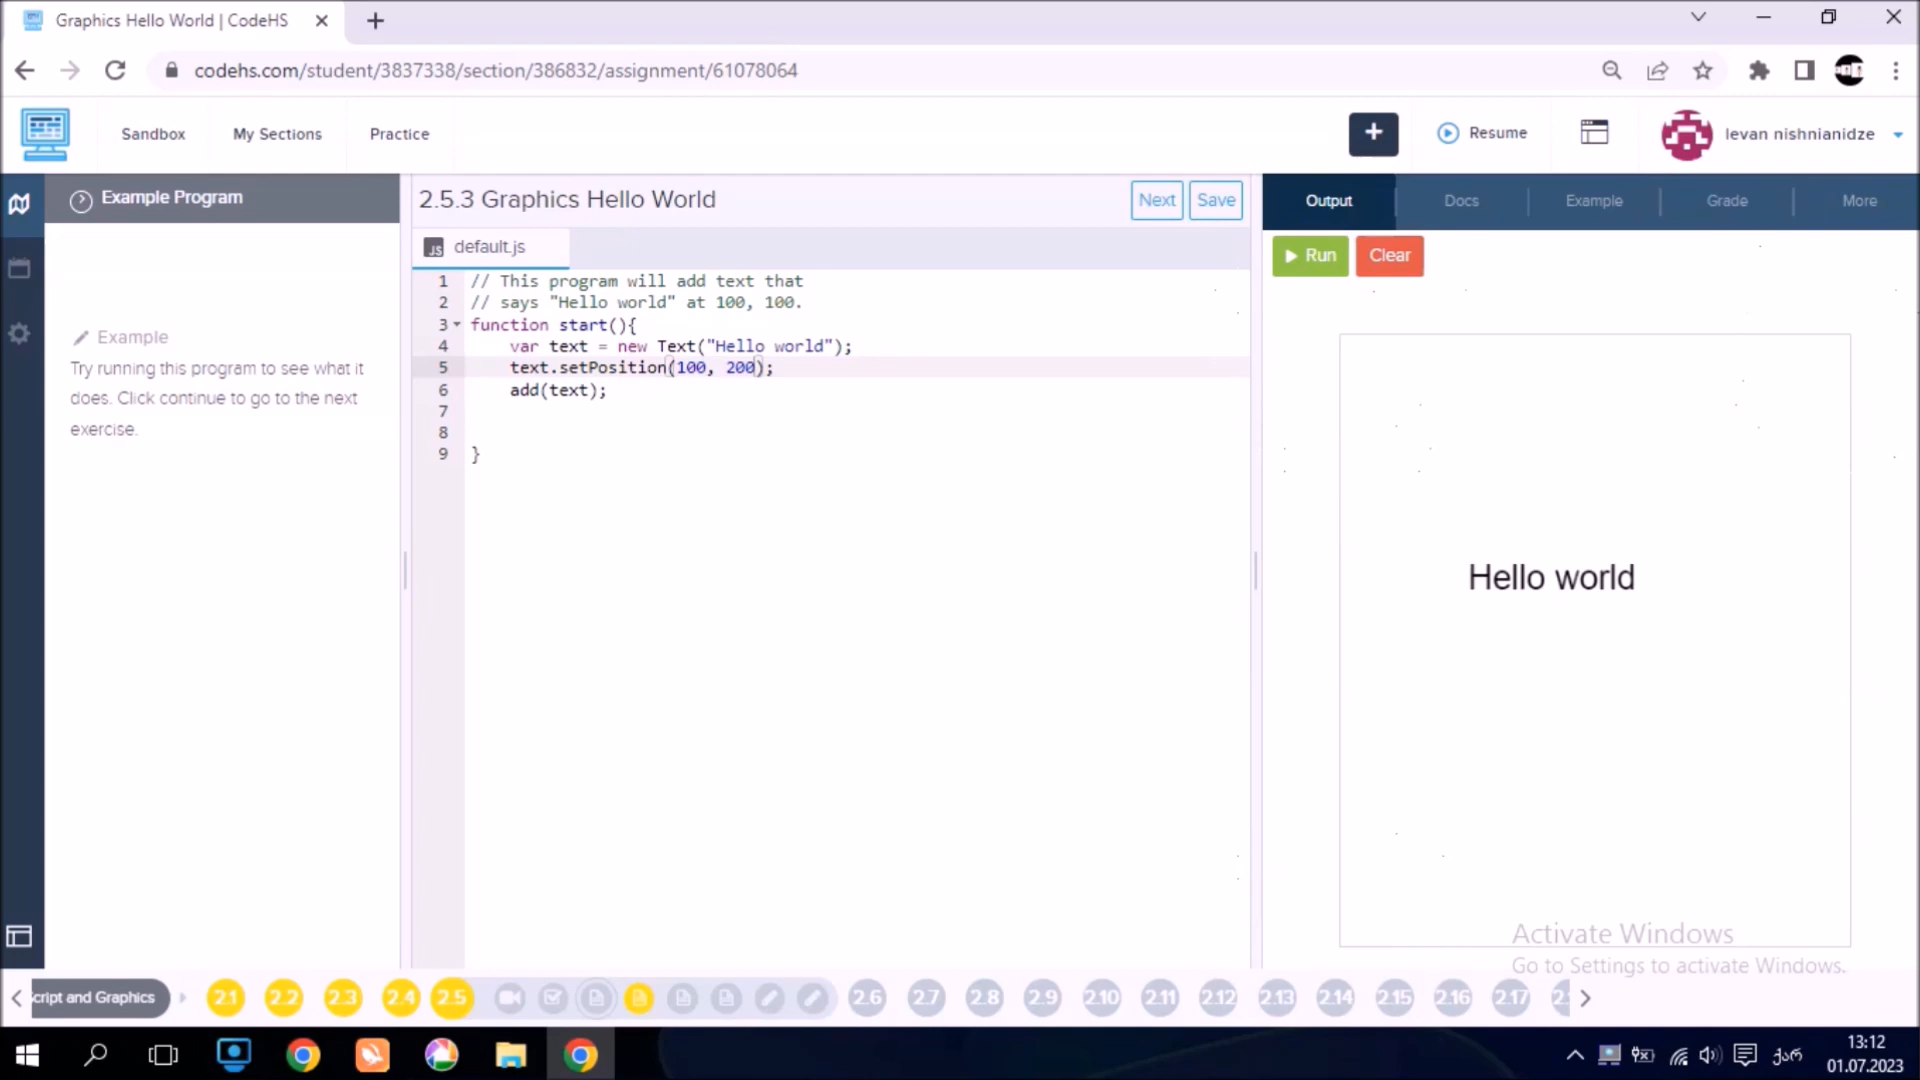 Graphics Hello World | CodeHS
codehs.com/student/3837338/section/386832/assignment/61078064
Sandbox
My Sections
Practice
Resume
levan nishnianidze
Example Program
Example
Try running this program to see what it
does. Click continue to go to the next
exercise.
2.5.3 Graphics Hello World
Next
Save
JS default.js
1 // This program will add text that
2 // says "Hello world" at 100, 100.
3 function start(){
4 var text = new Text("Hello world");
5 text.setPosition(100, 200);
6 add(text);
7
8
9 }
Output
Docs
Example
Grade
More
Run
Clear
Hello world
Activate Windows
Go to Settings to activate Windows.
cript and Graphics
2.1
2.2
2.3
2.4
2.5
2.6
2.7
2.8
2.9
2.10
2.11
2.12
2.13
2.14
2.15
2.16
2.17
ქარ
13:12
01.07.2023